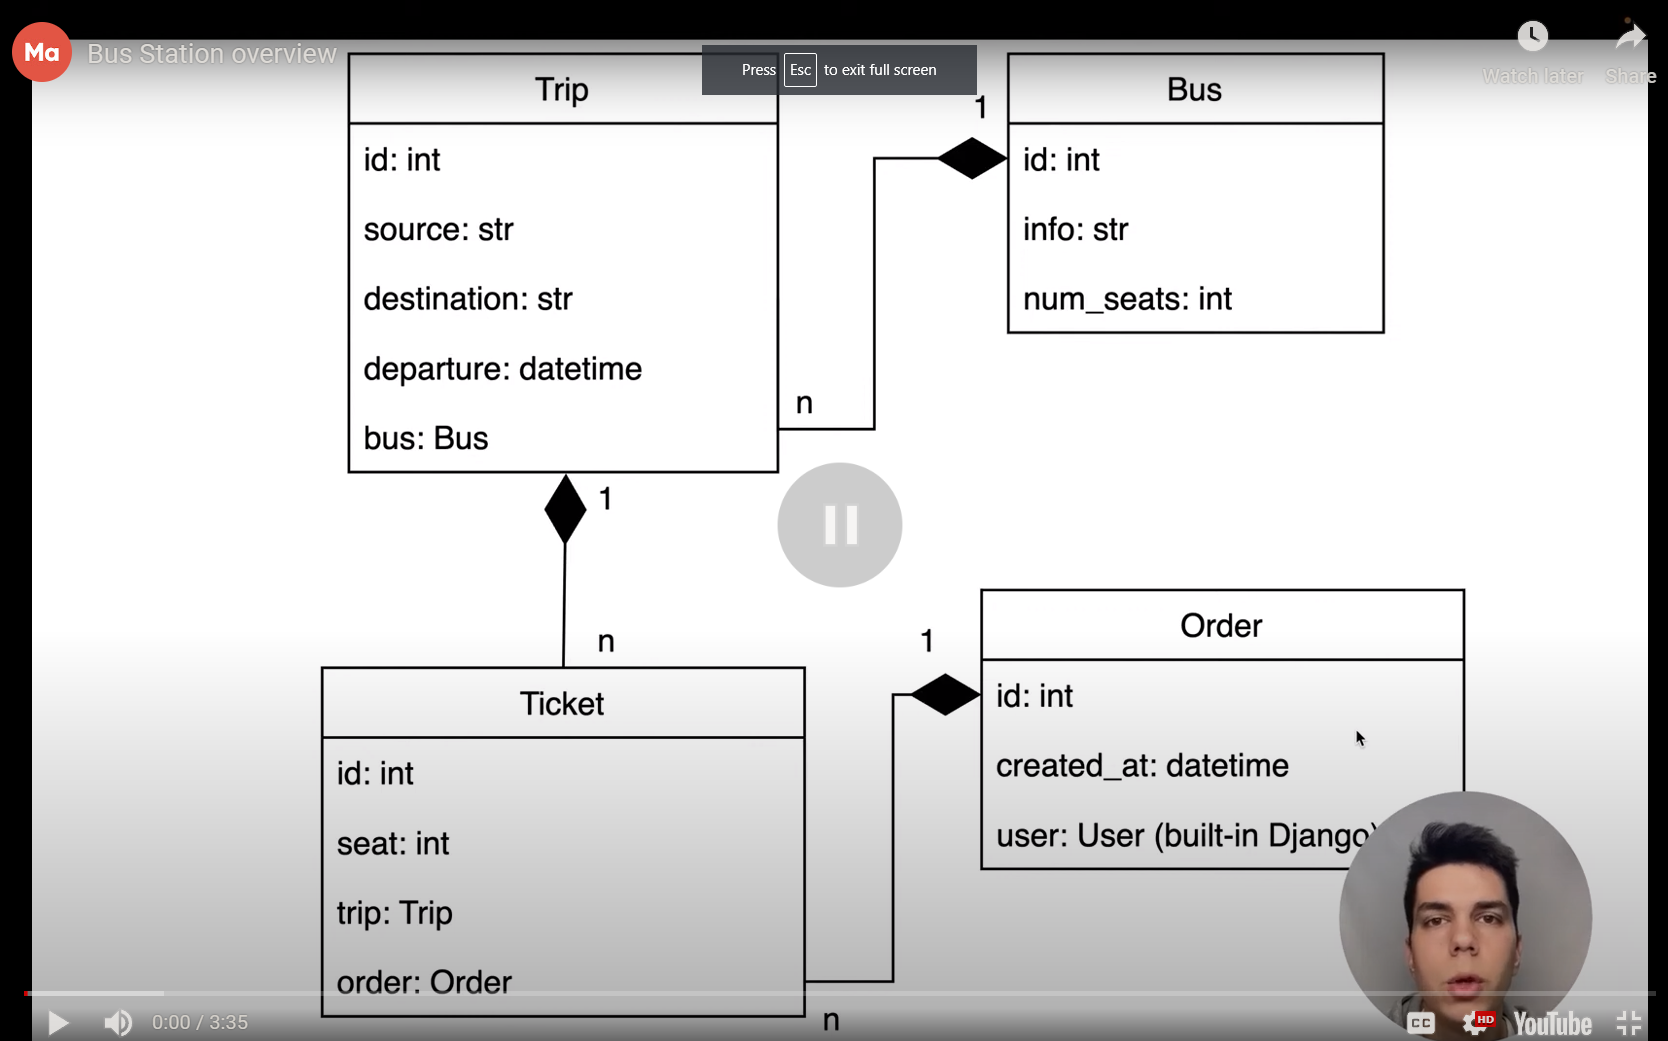 Ma
Bus Station overview
Press Esc to exit full screen
Watch later
Share
Trip
id: int
source: str
destination: str
departure: datetime
bus: Bus
1
Bus
id: int
info: str
num_seats: int
n
1
n
Ticket
id: int
seat: int
trip: Trip
order: Order
1
Order
id: int
created_at: datetime
user: User (built-in Django)
n
0:00 / 3:35
CC
HD
YouTube